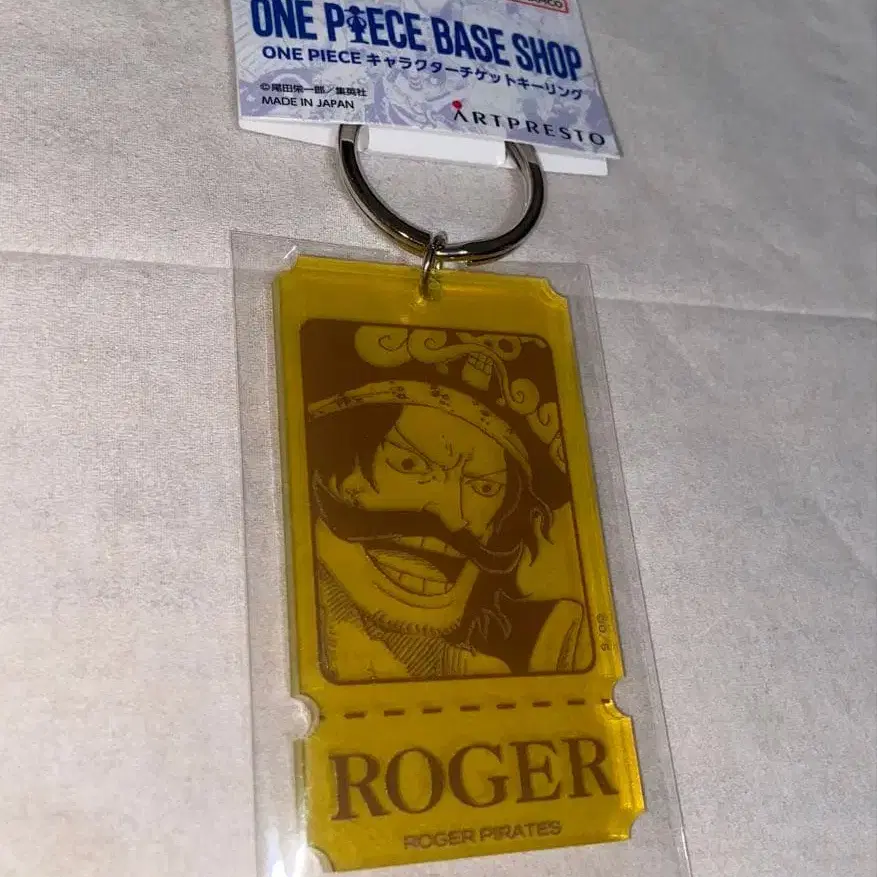 ONE PIECE BASE SHOP
ONE PIECE キャラクターチケットキーリング
©尾田栄一郎／集英社
MADE IN JAPAN
ARTPRESTO
ROGER
ROGER PIRATES